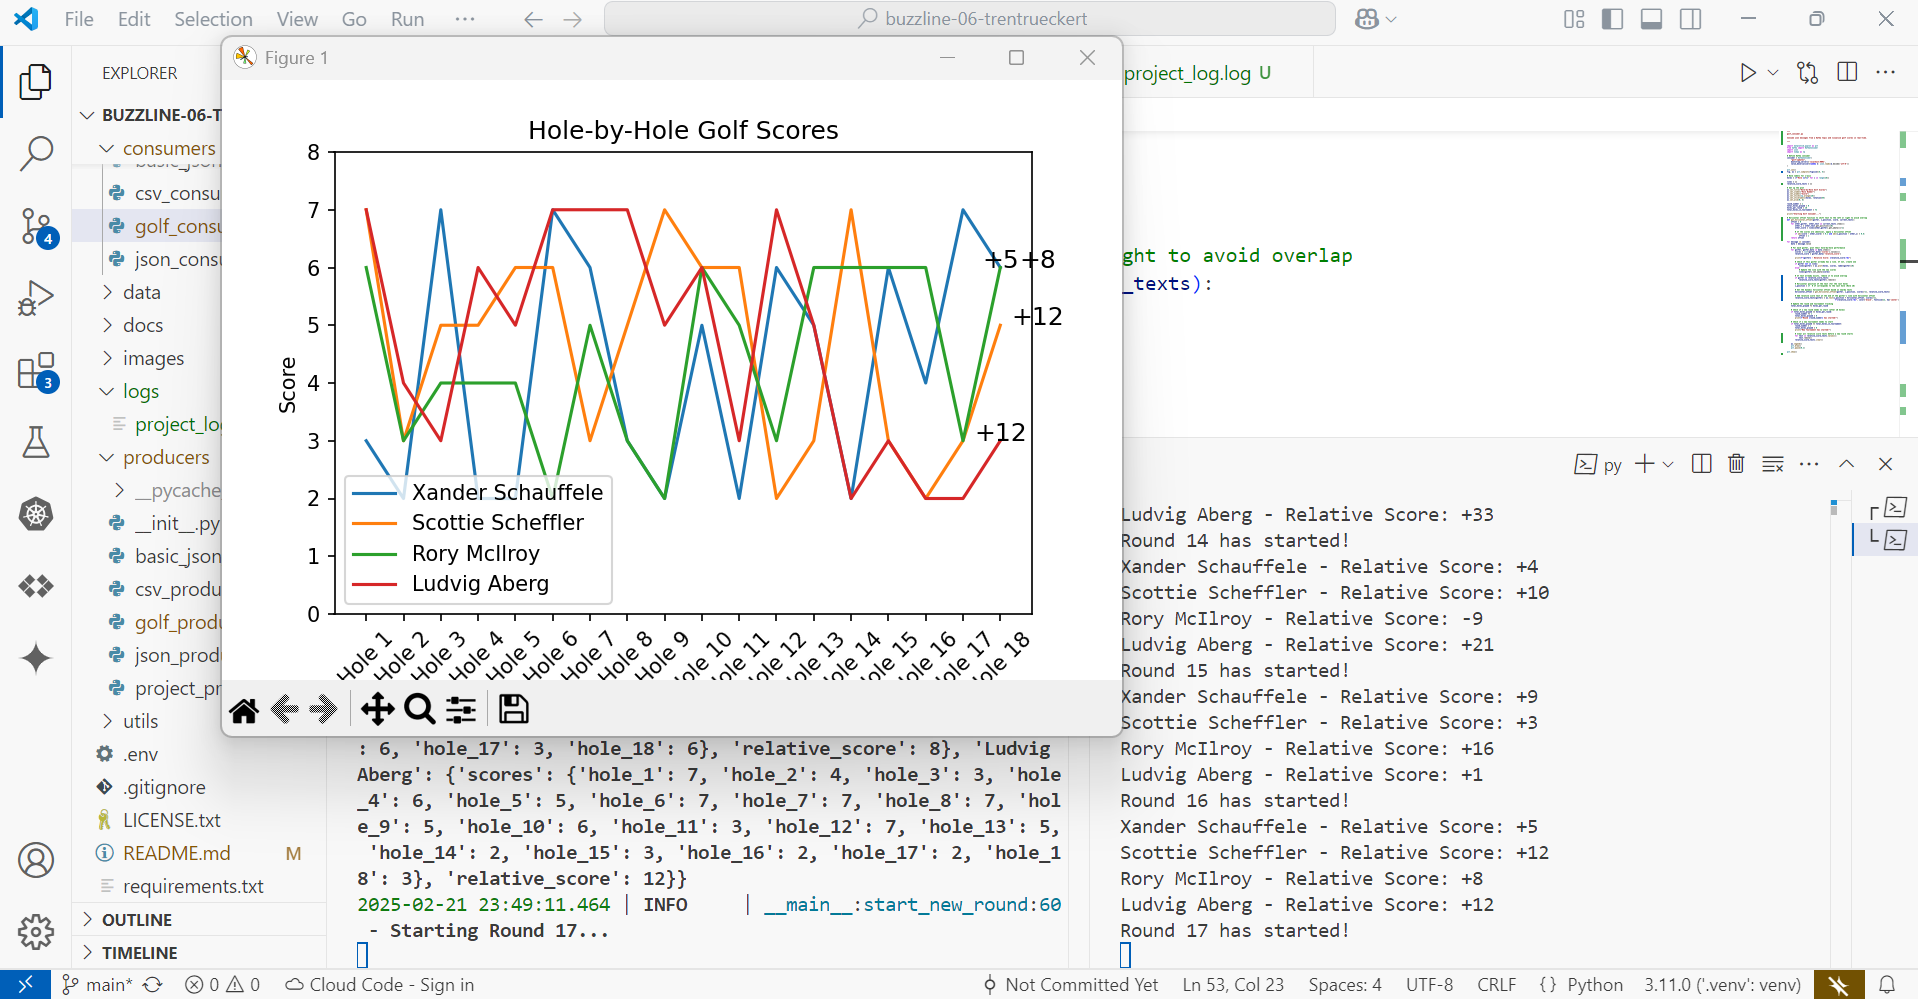 File Edit Selection View Go Run ··· buzzline-06-trentrueckert
EXPLORER
BUZZLINE-06-T
consumers
basic_json
csv_consu
golf_consu
json_consu
data
docs
images
logs
project_log
producers
__pycache
__init__.py
basic_json
csv_produ
golf_produ
json_prod
project_pr
utils
.env
.gitignore
LICENSE.txt
README.md M
requirements.txt
OUTLINE
TIMELINE
4
3
Figure 1
Hole-by-Hole Golf Scores
8
7
6
5
4
3
2
1
0
Score
+5 +8
+12
+12
Xander Schauffele
Scottie Scheffler
Rory McIlroy
Ludvig Aberg
Hole 1
Hole 2
Hole 3
Hole 4
Hole 5
Hole 6
Hole 7
Hole 8
Hole 9
Hole 10
Hole 11
Hole 12
Hole 13
Hole 14
Hole 15
Hole 16
Hole 17
Hole 18
project_log.log U
ght to avoid overlap
_texts):
py
: 6, 'hole_17': 3, 'hole_18': 6}, 'relative_score': 8}, 'Ludvig
Aberg': {'scores': {'hole_1': 7, 'hole_2': 4, 'hole_3': 3, 'hole
_4': 6, 'hole_5': 5, 'hole_6': 7, 'hole_7': 7, 'hole_8': 7, 'hol
e_9': 5, 'hole_10': 6, 'hole_11': 3, 'hole_12': 7, 'hole_13': 5,
'hole_14': 2, 'hole_15': 3, 'hole_16': 2, 'hole_17': 2, 'hole_1
8': 3}, 'relative_score': 12}}
2025-02-21 23:49:11.464 | INFO | __main__:start_new_round:60
- Starting Round 17...
Ludvig Aberg - Relative Score: +33
Round 14 has started!
Xander Schauffele - Relative Score: +4
Scottie Scheffler - Relative Score: +10
Rory McIlroy - Relative Score: -9
Ludvig Aberg - Relative Score: +21
Round 15 has started!
Xander Schauffele - Relative Score: +9
Scottie Scheffler - Relative Score: +3
Rory McIlroy - Relative Score: +16
Ludvig Aberg - Relative Score: +1
Round 16 has started!
Xander Schauffele - Relative Score: +5
Scottie Scheffler - Relative Score: +12
Rory McIlroy - Relative Score: +8
Ludvig Aberg - Relative Score: +12
Round 17 has started!
main* 0 0 Cloud Code - Sign in Not Committed Yet Ln 53, Col 23 Spaces: 4 UTF-8 CRLF {} Python 3.11.0 ('.venv': venv)